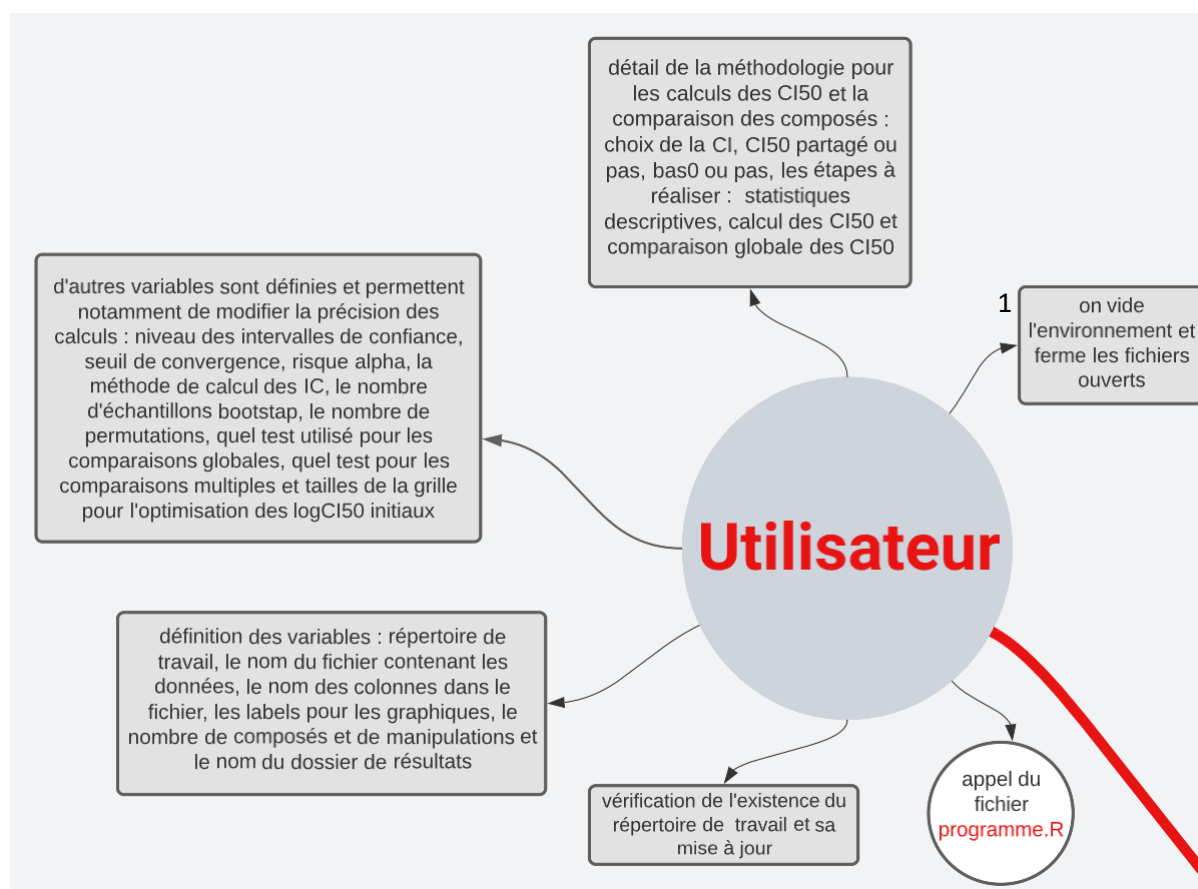 détail de la méthodologie pour
les calculs des CI50 et la
comparaison des composés :
choix de la CI, CI50 partagé ou
pas, bas0 ou pas, les étapes à
réaliser : statistiques
descriptives, calcul des CI50 et
comparaison globale des CI50
1
on vide
l'environnement et
ferme les fichiers
ouverts
d'autres variables sont définies et permettent
notamment de modifier la précision des
calculs : niveau des intervalles de confiance,
seuil de convergence, risque alpha, la
méthode de calcul des IC, le nombre
d'échantillons bootstap, le nombre de
permutations, quel test utilisé pour les
comparaisons globales, quel test pour les
comparaisons multiples et tailles de la grille
pour l'optimisation des logCI50 initiaux
Utilisateur
définition des variables : répertoire de
travail, le nom du fichier contenant les
données, le nom des colonnes dans le
fichier, les labels pour les graphiques, le
nombre de composés et de manipulations et
le nom du dossier de résultats
vérification de l'existence du
répertoire de travail et sa
mise à jour
appel du
fichier
programme.R